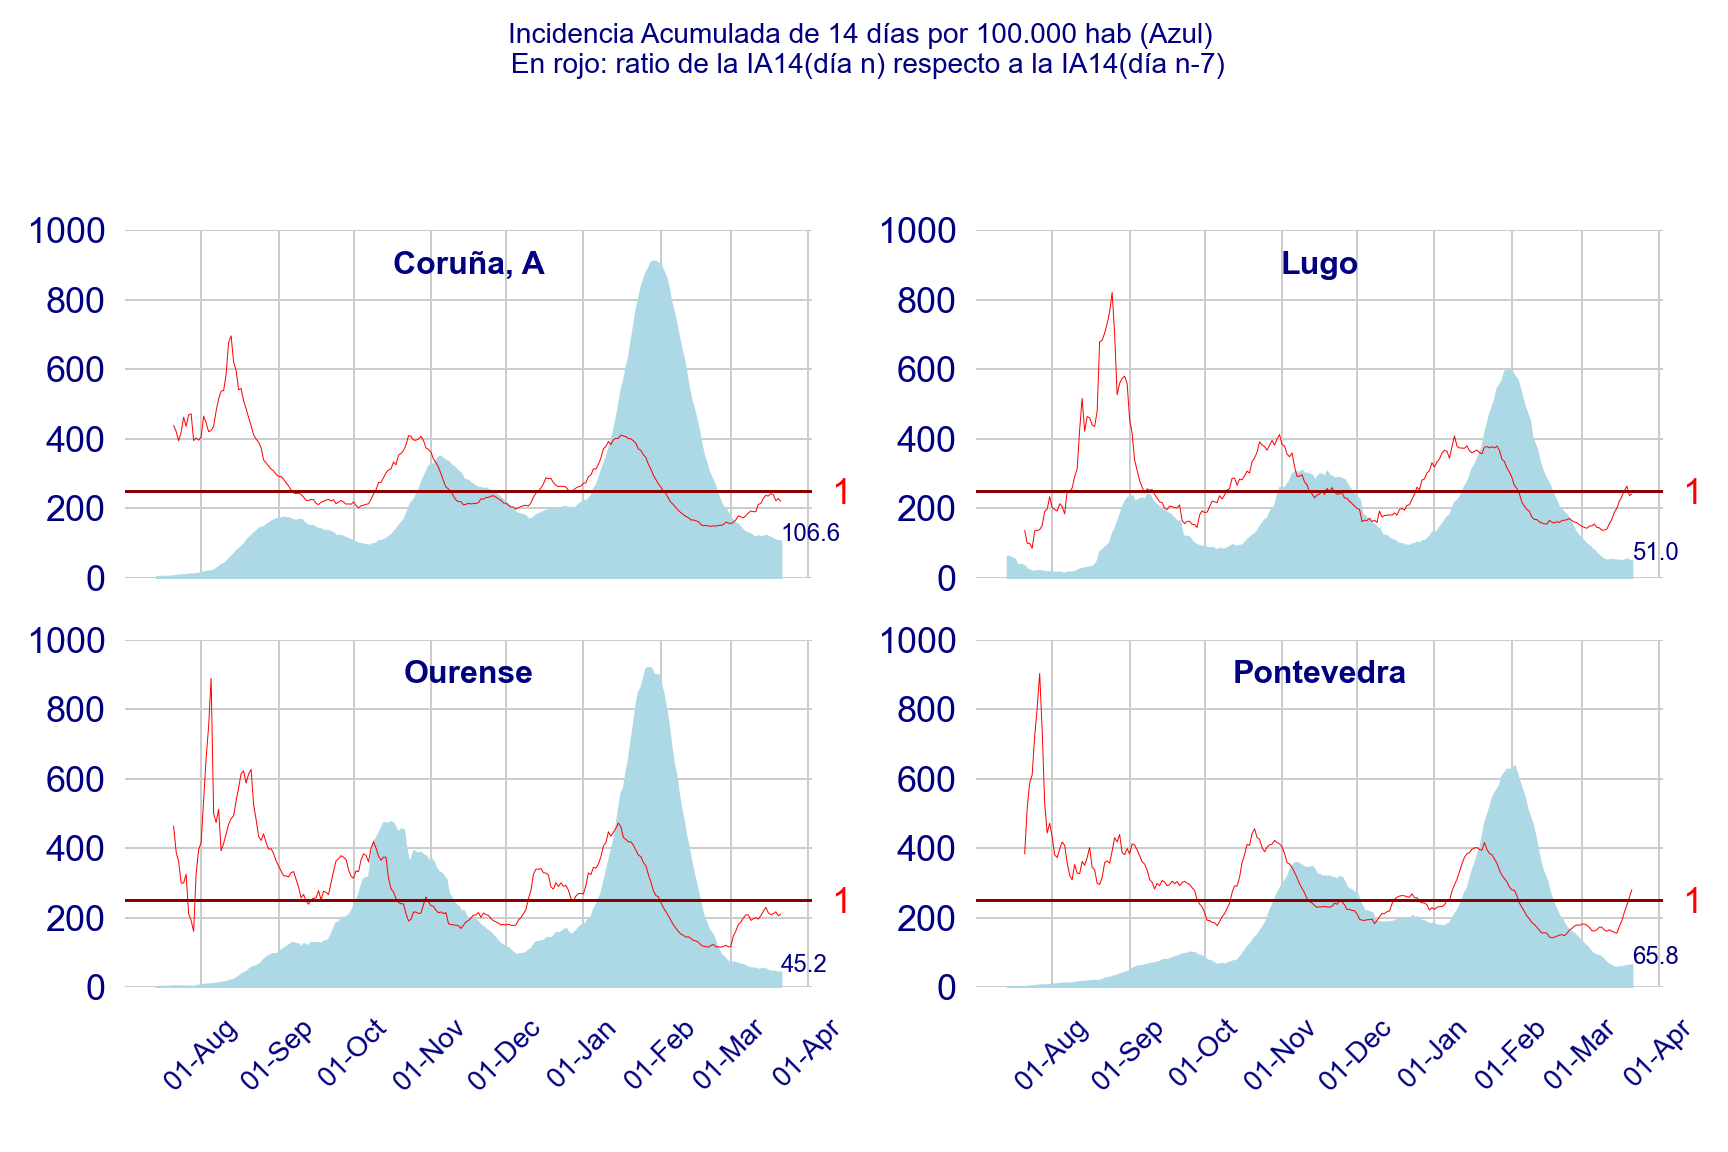 Incidencia Acumulada de 14 días por 100.000 hab (Azul)
En rojo: ratio de la IA14(día n) respecto a la IA14(día n-7)
Coruña, A
1000
800
600
400
200
0
1
106.6
Lugo
1000
800
600
400
200
0
1
51.0
Ourense
1000
800
600
400
200
0
1
45.2
01-Aug
01-Sep
01-Oct
01-Nov
01-Dec
01-Jan
01-Feb
01-Mar
01-Apr
Pontevedra
1000
800
600
400
200
0
1
65.8
01-Aug
01-Sep
01-Oct
01-Nov
01-Dec
01-Jan
01-Feb
01-Mar
01-Apr